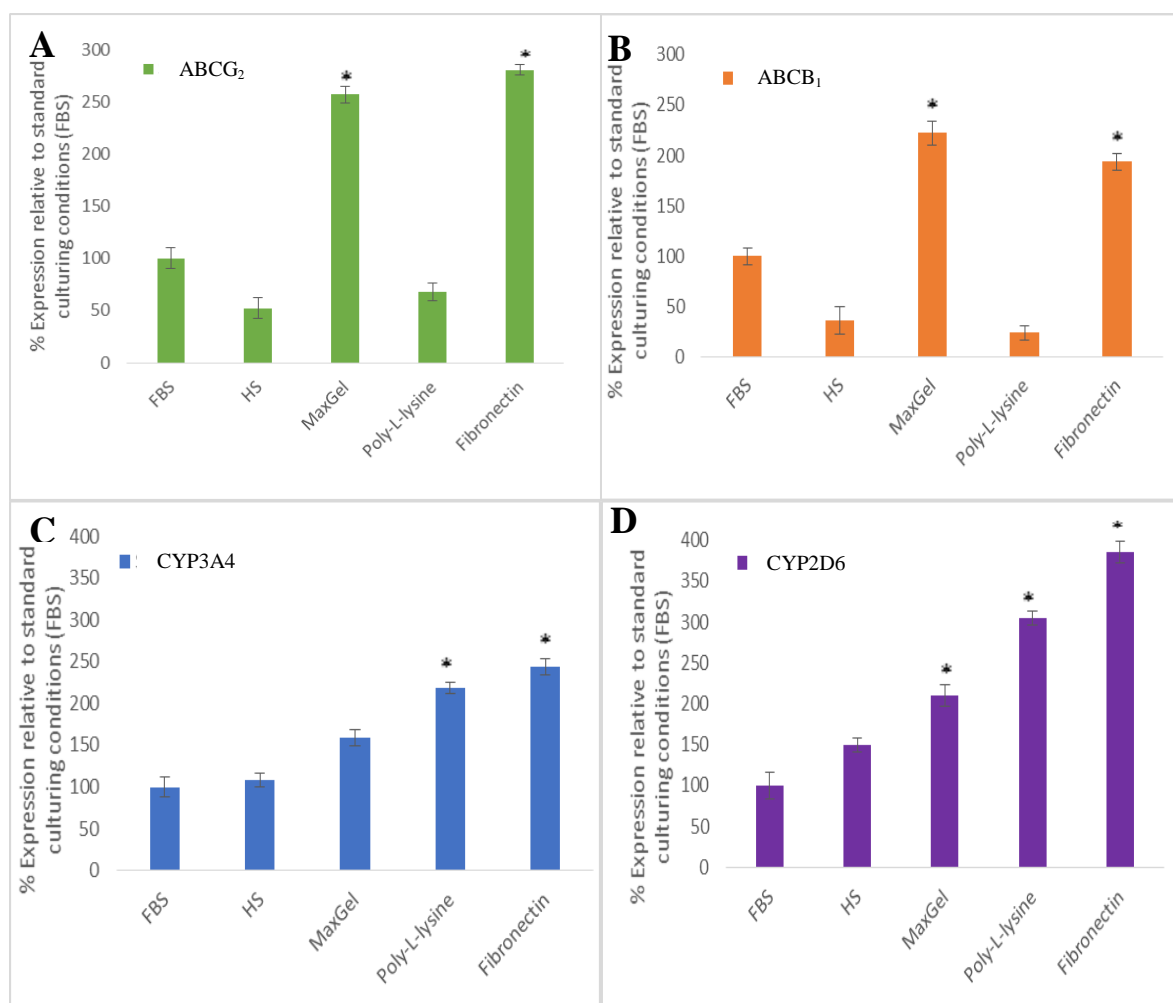 A
ABCG2
% Expression relative to standard
culturing conditions (FBS)
300
250
200
150
100
50
0
*
*
FBS
HS
MaxGel
Poly-L-lysine
Fibronectin
B
ABCB1
% Expression relative to standard
culturing conditions (FBS)
300
250
200
150
100
50
0
*
*
FBS
HS
MaxGel
Poly-L-lysine
Fibronectin
C
CYP3A4
% Expression relative to standard
culturing conditions (FBS)
400
350
300
250
200
150
100
50
0
*
*
FBS
HS
MaxGel
Poly-L-lysine
Fibronectin
D
CYP2D6
% Expression relative to standard
culturing conditions (FBS)
400
350
300
250
200
150
100
50
0
*
*
*
FBS
HS
MaxGel
Poly-L-lysine
Fibronectin